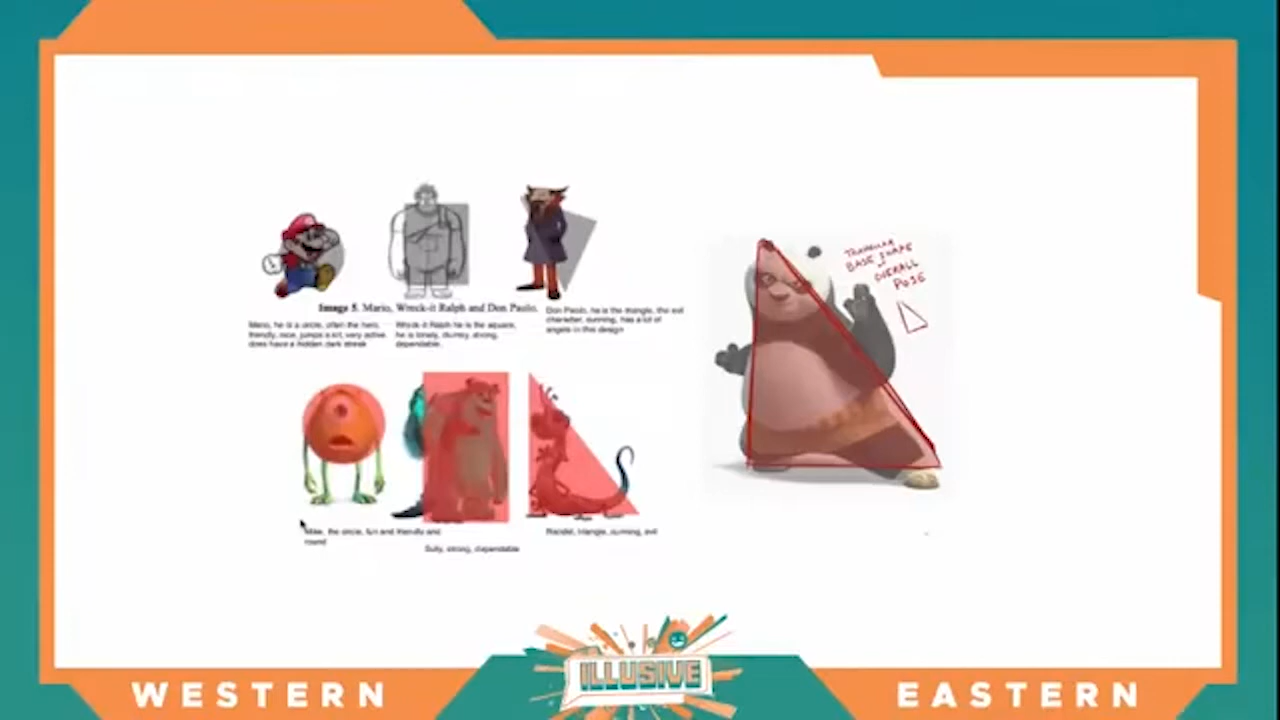 Image 5. Mario, Wreck-it Ralph and Don Paolo.
Mario, he is a circle, often the hero,
friendly, nice, jumps a lot, very active
does have a hidden dark streak
Wreck-it Ralph he is the square,
he is lonely, clumsy, strong,
dependable.
Don Paolo, he is the triangle, the evil
character, cunning, has a lot of
angels in this design
Mike, the circle, fun and friendly and
round
Sully, strong, dependable
Randel, triangle, cunning, evil
TRIANGULAR
BASE SHAPE
OVERALL
POSE
WESTERN
ILLUSIVE
EASTERN